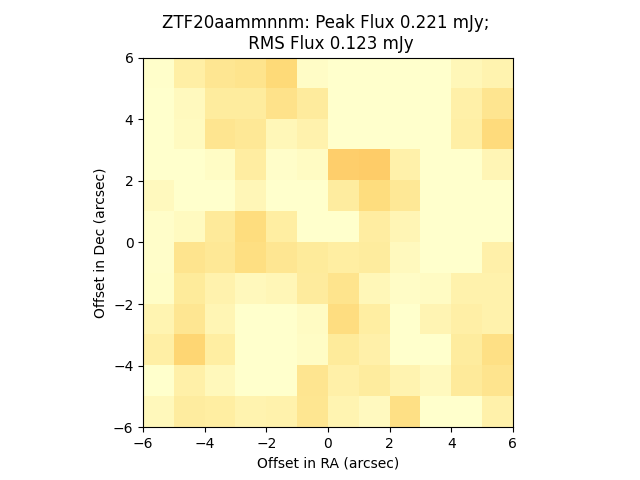 ZTF20aammnnm: Peak Flux 0.221 mJy;
RMS Flux 0.123 mJy
6
4
2
0
−2
−4
−6
Offset in Dec (arcsec)
−6 −4 −2 0 2 4 6
Offset in RA (arcsec)